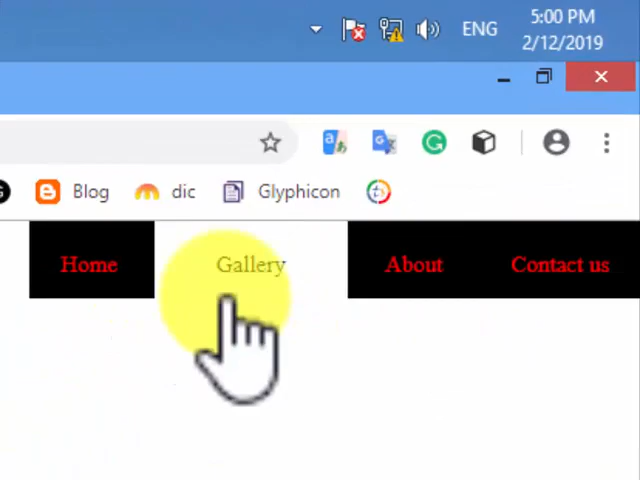 5:00 PM
ENG
2/12/2019
G
Blog
dic
Glyphicon
Home
Gallery
About
Contact us